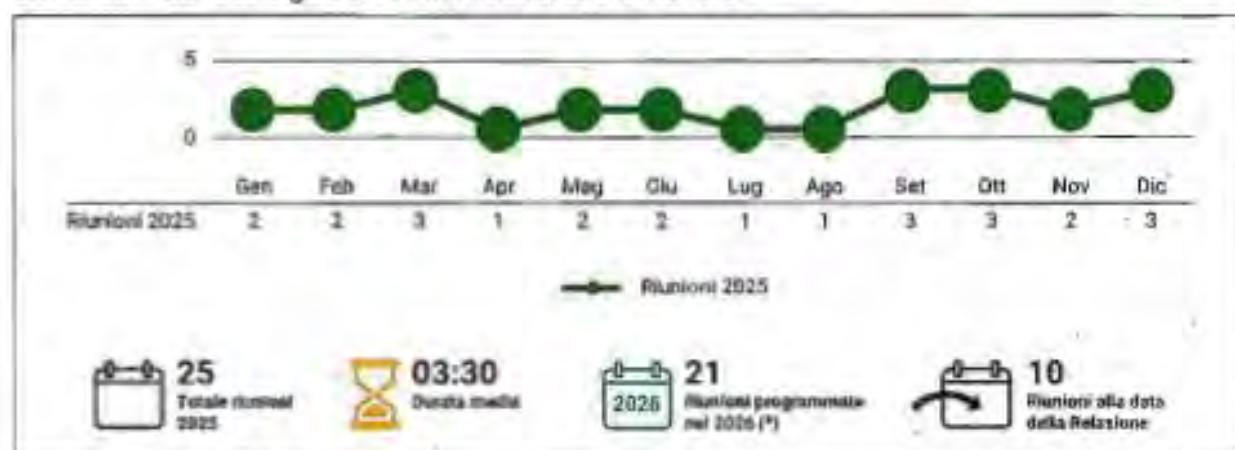 5
0
Gen Feb Mar Apr Mag Giu Lug Ago Set Ott Nov Dic
Riunioni 2025 2 2 3 1 2 2 1 1 3 3 2 3
Riunioni 2025
25
Totale riunioni
2025
03:30
Durata media
2026
21
Riunioni programmate
nel 2026 (*)
10
Riunioni alla data
della Relazione